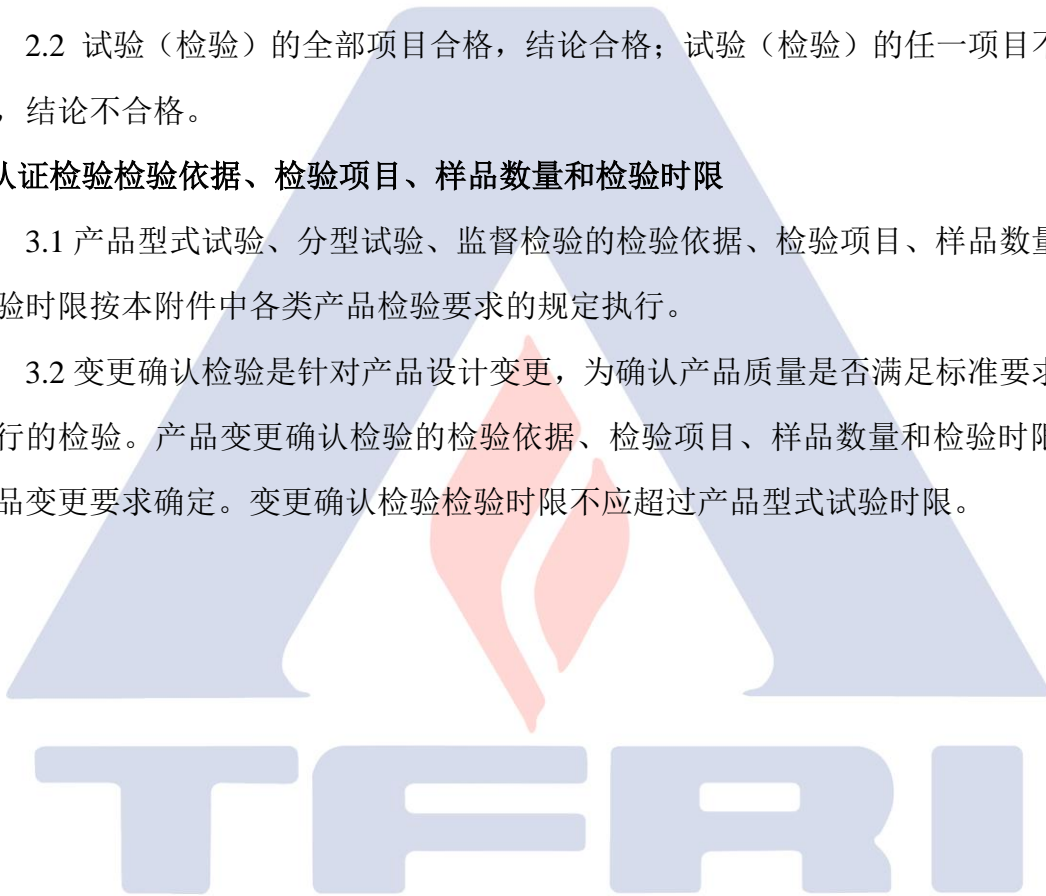 2.2 试验（检验）的全部项目合格，结论合格；试验（检验）的任一项目不
，结论不合格。
认证检验检验依据、检验项目、样品数量和检验时限
3.1 产品型式试验、分型试验、监督检验的检验依据、检验项目、样品数量
验时限按本附件中各类产品检验要求的规定执行。
3.2 变更确认检验是针对产品设计变更，为确认产品质量是否满足标准要求
行的检验。产品变更确认检验的检验依据、检验项目、样品数量和检验时限
品变更要求确定。变更确认检验检验时限不应超过产品型式试验时限。
TFRI